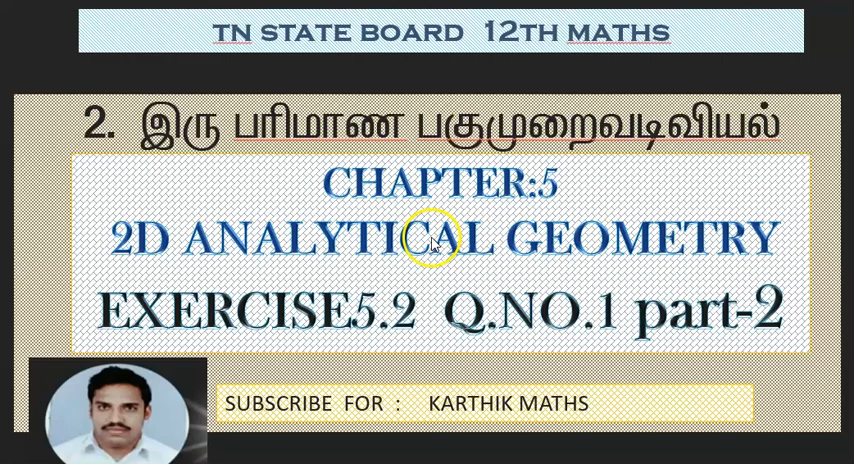 TN STATE BOARD 12TH MATHS
2. இரு பரிமாண பகுமுறைவடிவியல்
CHAPTER:5
2D ANALYTICAL GEOMETRY
EXERCISE5.2 Q.NO.1 part-2
SUBSCRIBE FOR : KARTHIK MATHS